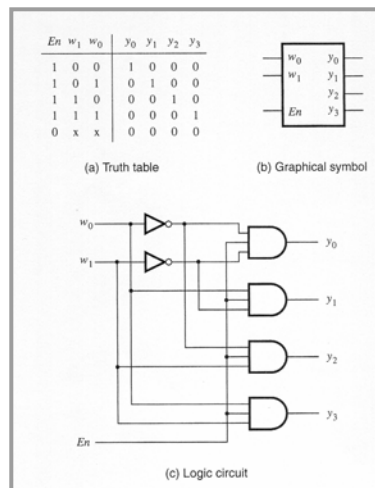 En w1 w0 y0 y1 y2 y3
1 0 0 1 0 0 0
1 0 1 0 1 0 0
1 1 0 0 0 1 0
1 1 1 0 0 0 1
0 x x 0 0 0 0
(a) Truth table
w0 y0
w1 y1
y2
En y3
(b) Graphical symbol
w0
y0
w1
y1
y2
y3
En
(c) Logic circuit